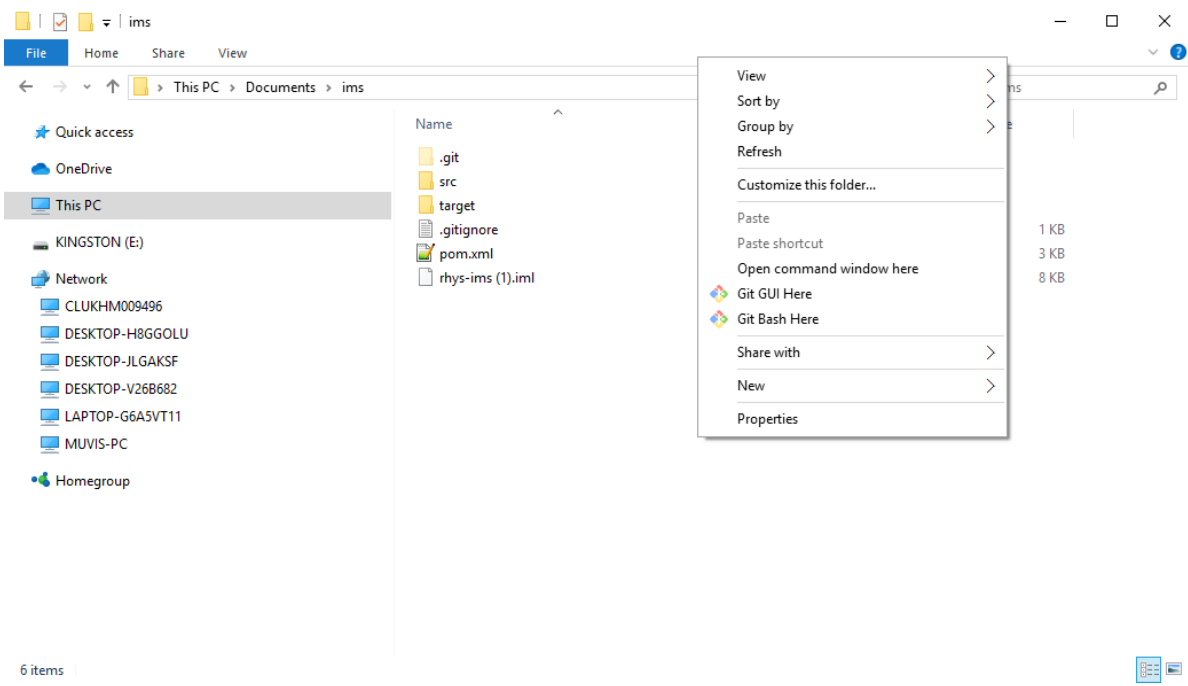 ims
File Home Share View
This PC Documents ims
Quick access
OneDrive
This PC
KINGSTON (E:)
Network
CLUKHM009496
DESKTOP-H8GGOLU
DESKTOP-JLGAKSF
DESKTOP-V26B682
LAPTOP-G6A5VT11
MUVIS-PC
Homegroup
Name
.git
src
target
.gitignore 1 KB
pom.xml 3 KB
rhys-ims (1).iml 8 KB
View
Sort by
Group by
Refresh
Customize this folder...
Paste
Paste shortcut
Open command window here
Git GUI Here
Git Bash Here
Share with
New
Properties
6 items